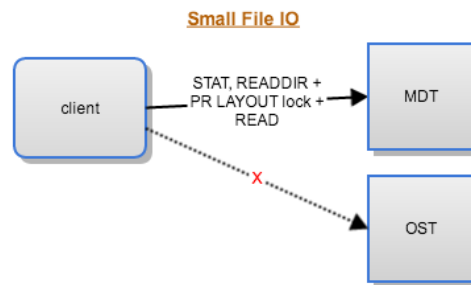 Small File IO
STAT, READDIR +
PR LAYOUT lock +
READ
client
MDT
X
OST